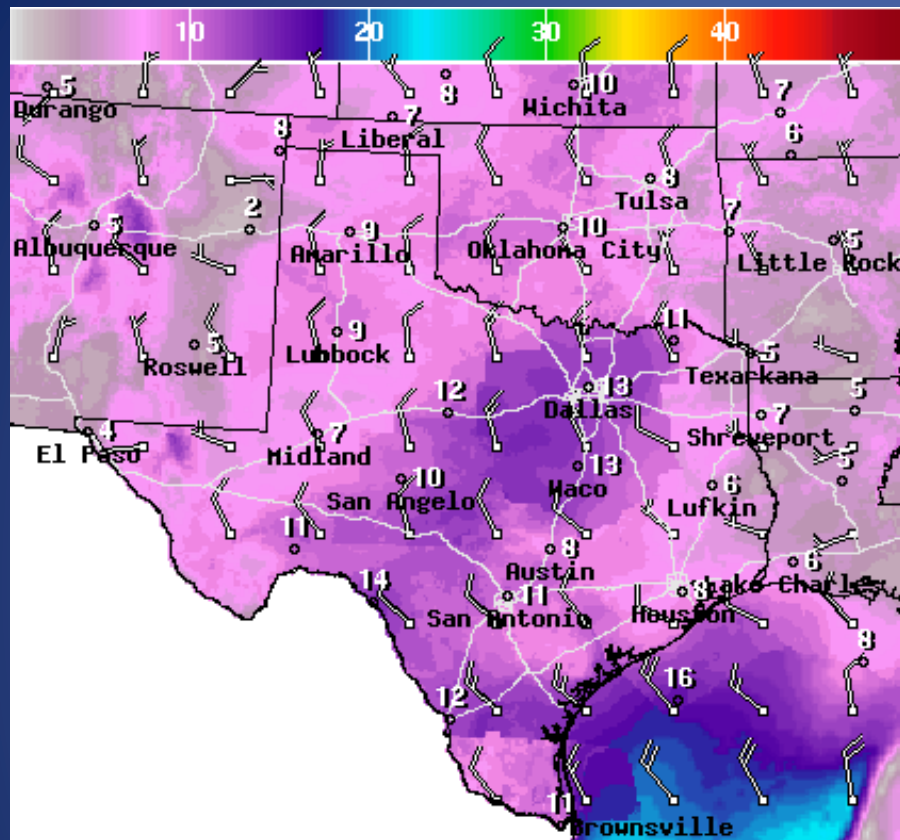 10 20 30 40
5 8 10 7
Durango Wichita
7
Liberal
8 6
8
Tulsa
2
5 9 10 7 5
Albuquerque Amarillo Oklahoma City Little Rock
11
5 9 5
Roswell Lubbock Texarkana
12 13 5
Dallas
4 7 7
El Paso Midland Shreveport
13 5
10 Waco 6
San Angelo Lufkin
11 8 6
Austin
14 11 8 Lake Charles
San Antonio Houston
8
16
12
11
Brownsville